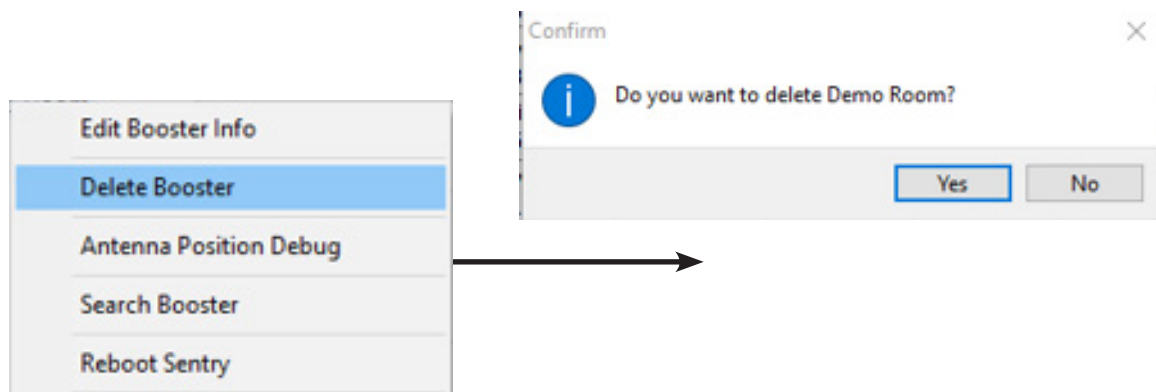 Confirm
Do you want to delete Demo Room?
Yes No
Edit Booster Info
Delete Booster
Antenna Position Debug
Search Booster
Reboot Sentry